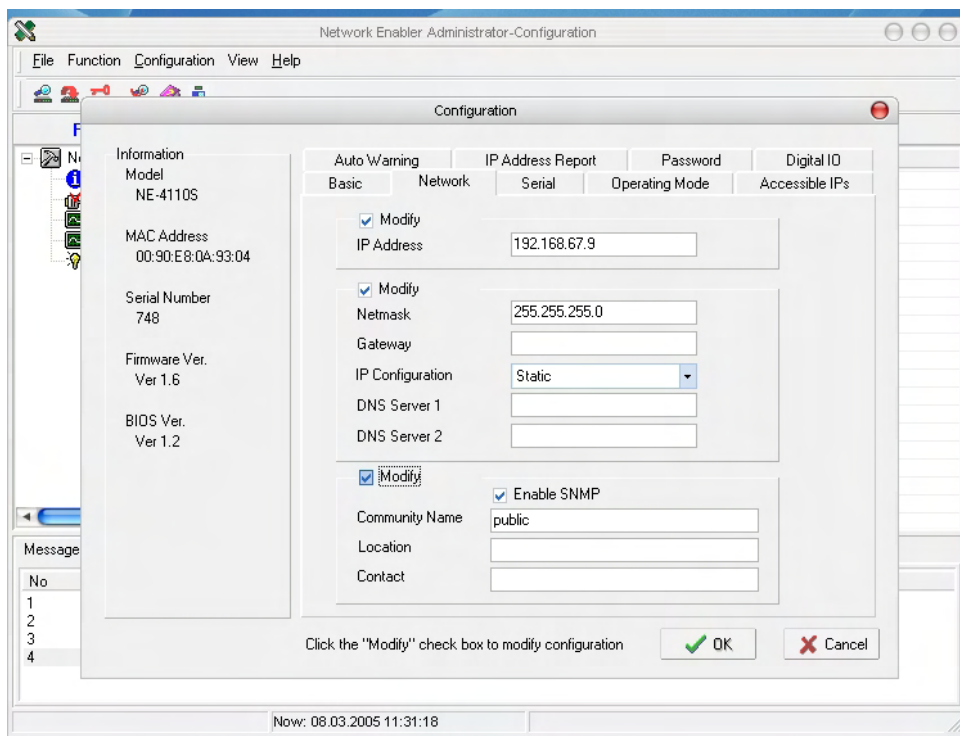 Network Enabler Administrator-Configuration
File Function Configuration View Help
Configuration
Information
Model
NE-4110S
MAC Address
00:90:E8:0A:93:04
Serial Number
748
Firmware Ver.
Ver 1.6
BIOS Ver.
Ver 1.2
Auto Warning IP Address Report Password Digital IO
Basic Network Serial Operating Mode Accessible IPs
Modify
IP Address 192.168.67.9
Modify
Netmask 255.255.255.0
Gateway
IP Configuration Static
DNS Server 1
DNS Server 2
Modify
Enable SNMP
Community Name public
Location
Contact
Click the "Modify" check box to modify configuration OK Cancel
Message
No
1
2
3
4
Now: 08.03.2005 11:31:18